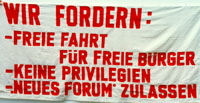 WIR FORDERN:
-FREIE FAHRT
FÜR FREIE BÜRGER
-KEINE PRIVILEGIEN
-NEUES FORUM" ZULASSEN